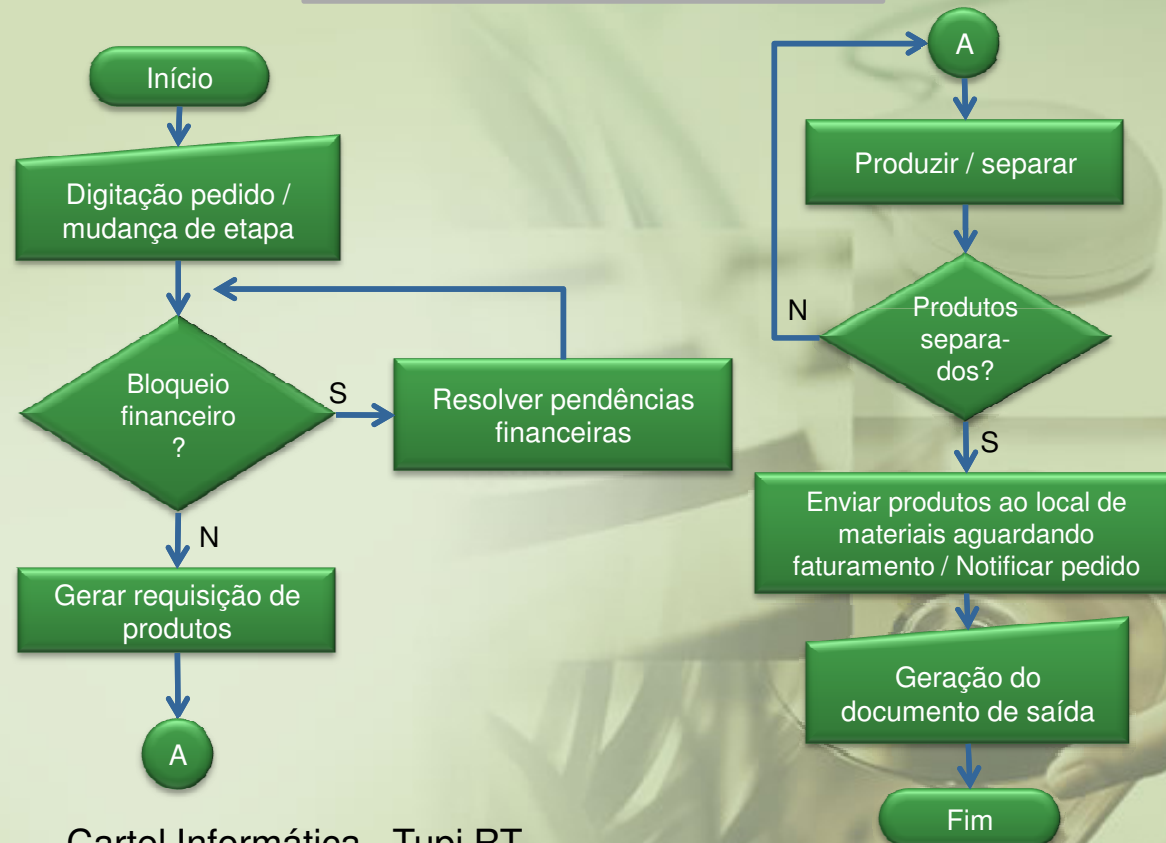 Início
Digitação pedido /
mudança de etapa
Bloqueio
financeiro
?
S
Resolver pendências
financeiras
N
Gerar requisição de
produtos
A
A
Produzir / separar
Produtos
separa-
dos?
N
S
Enviar produtos ao local de
materiais aguardando
faturamento / Notificar pedido
Geração do
documento de saída
Fim